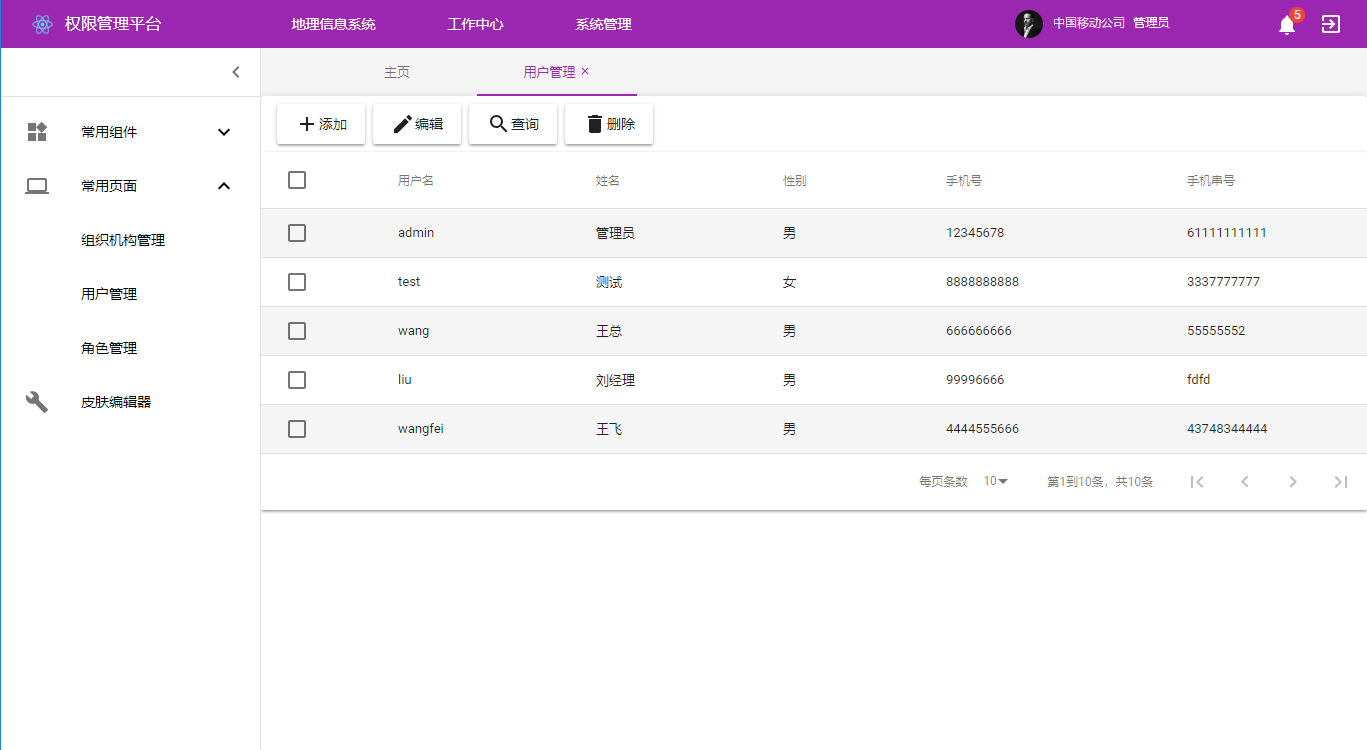 权限管理平台 地理信息系统 工作中心 系统管理 中国移动公司 管理员 5
主页 用户管理 ×
添加 编辑 查询 删除
常用组件
常用页面
组织机构管理
用户管理
角色管理
皮肤编辑器
用户名 姓名 性别 手机号 手机串号
admin 管理员 男 12345678 61111111111
test 测试 女 8888888888 3337777777
wang 王总 男 666666666 55555552
liu 刘经理 男 99996666 fdfd
wangfei 王飞 男 4444555666 43748344444
每页条数 10 第1到10条，共10条